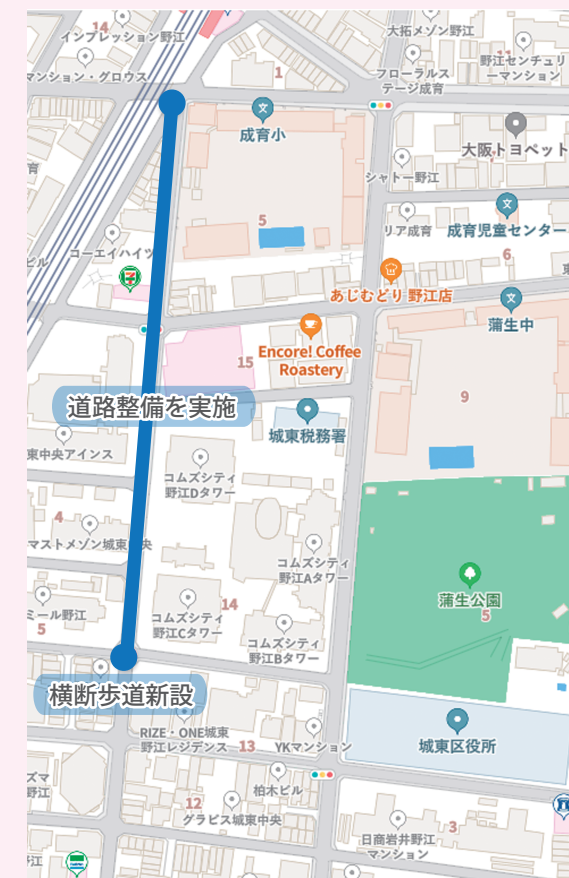 14
インプレッション野江
大拓メゾン野江
11
野江センチュリ
ーマンション
マンション・グロウス
1
フローラルス
テージ成育
成育小
大阪トヨペット
シャトー野江
育
5
リア成育
成育児童センター
コーエイハイツ
6
ビル
あじむどり 野江店
蒲生中
Encore! Coffee
Roastery
15
9
道路整備を実施
城東税務署
東中央アインス
コムズシティ
野江Dタワー
4
マストメゾン城東
央
コムズシティ
野江Aタワー
蒲生公園
5
ミール野江
5
コムズシティ
野江Cタワー
14
コムズシティ
野江Bタワー
横断歩道新設
RIZE・ONE城東
野江レジデンス
13
YKマンション
城東区役所
ズマ
野江
柏木ビル
12
グラビス城東中央
日商岩井野江
マンション
3
江